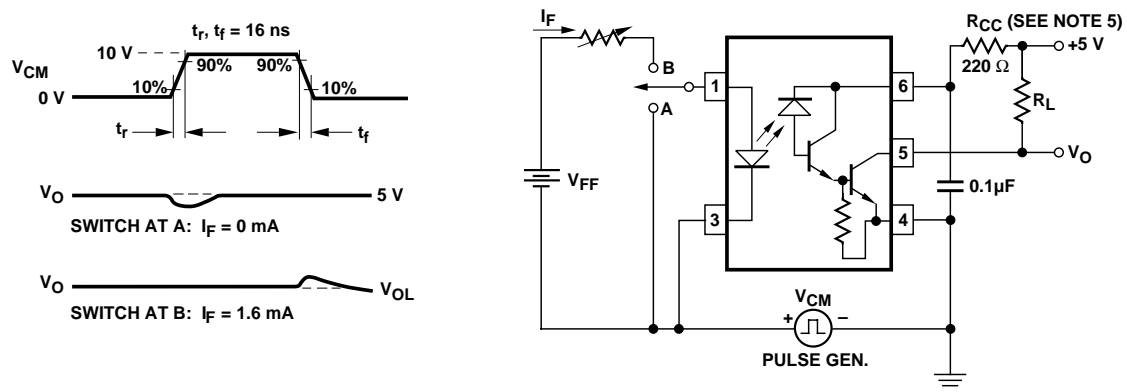 t_r, t_f = 16 ns
10 V
V_CM
90%
90%
10%
10%
0 V
t_r
t_f
V_O
5 V
SWITCH AT A: I_F = 0 mA
V_O
V_OL
SWITCH AT B: I_F = 1.6 mA
I_F
B
A
V_FF
+
V_CM
–
PULSE GEN.
1
3
6
5
4
R_CC (SEE NOTE 5)
+5 V
220 Ω
R_L
V_O
0.1µF